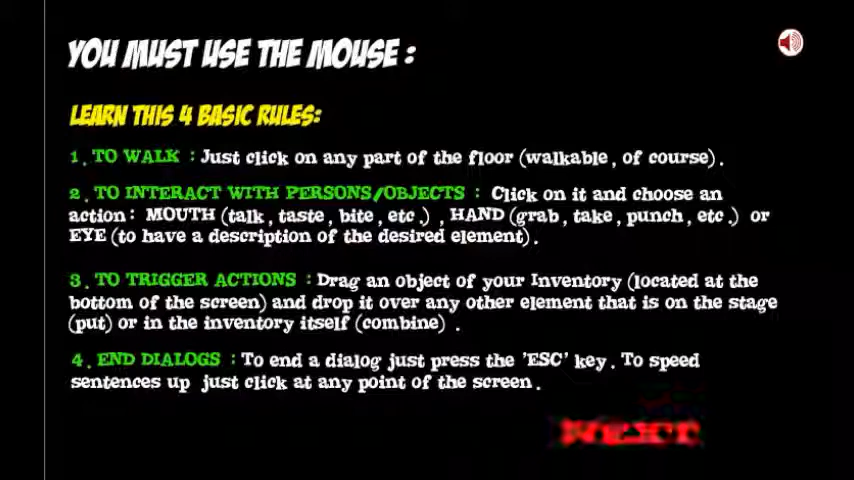 YOU MUST USE THE MOUSE :
LEARN THIS 4 BASIC RULES:
1. TO WALK : Just click on any part of the floor (walkable, of course).
2. TO INTERACT WITH PERSONS/OBJECTS : Click on it and choose an
action: MOUTH (talk, taste, bite, etc.) , HAND (grab, take, punch, etc.) or
EYE (to have a description of the desired element).
3. TO TRIGGER ACTIONS : Drag an object of your Inventory (located at the
bottom of the screen) and drop it over any other element that is on the stage
(put) or in the inventory itself (combine) .
4. END DIALOGS : To end a dialog just press the 'ESC' key. To speed
sentences up just click at any point of the screen.